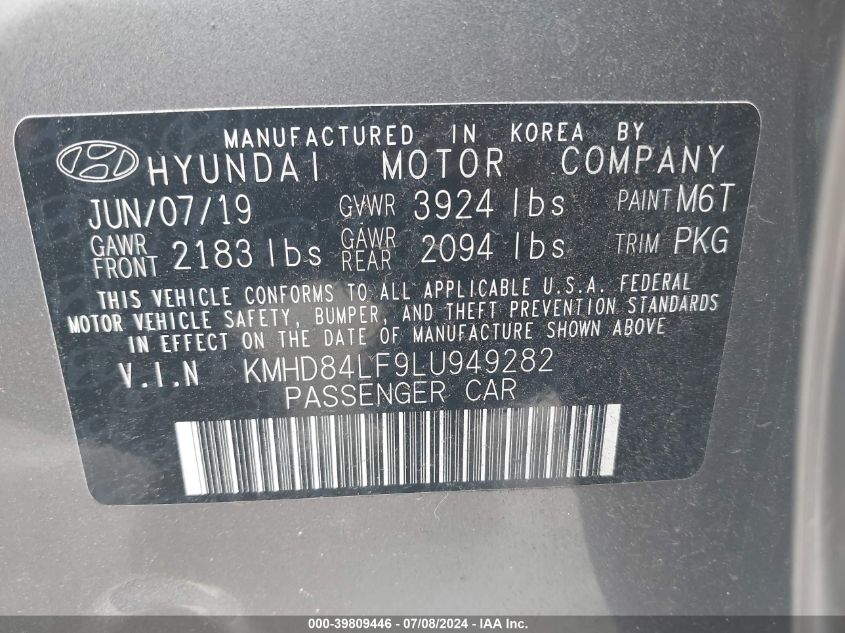 MANUFACTURED IN KOREA BY
HYUNDAI MOTOR COMPANY
JUN/07/19 GVWR 3924 lbs PAINT M6T
GAWR FRONT 2183 lbs GAWR REAR 2094 lbs TRIM PKG
THIS VEHICLE CONFORMS TO ALL APPLICABLE U.S.A. FEDERAL
MOTOR VEHICLE SAFETY, BUMPER, AND THEFT PREVENTION STANDARDS
IN EFFECT ON THE DATE OF MANUFACTURE SHOWN ABOVE
V.I.N KMHD84LF9LU949282
PASSENGER CAR
000-39809446 - 07/08/2024 - IAA Inc.